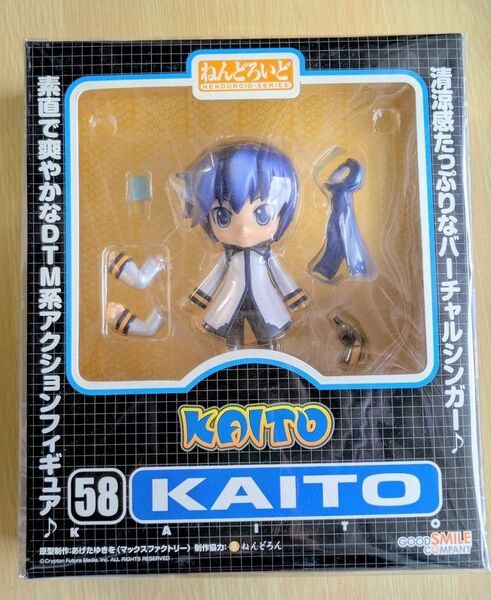 ねんどろいど
NENDOROID・SERIES
清涼感たっぷりなバーチャルシンガー♪
素直で爽やかなDTM系アクションフィギュア♪
KAITO
58
KAITO
KAITO
原型制作:あげたゆきを〈マックスファクトリー〉 制作協力:ねんどろん
©Crypton Future Media, Inc. ALL RIGHTS RESERVED.
GOOD SMILE
COMPANY